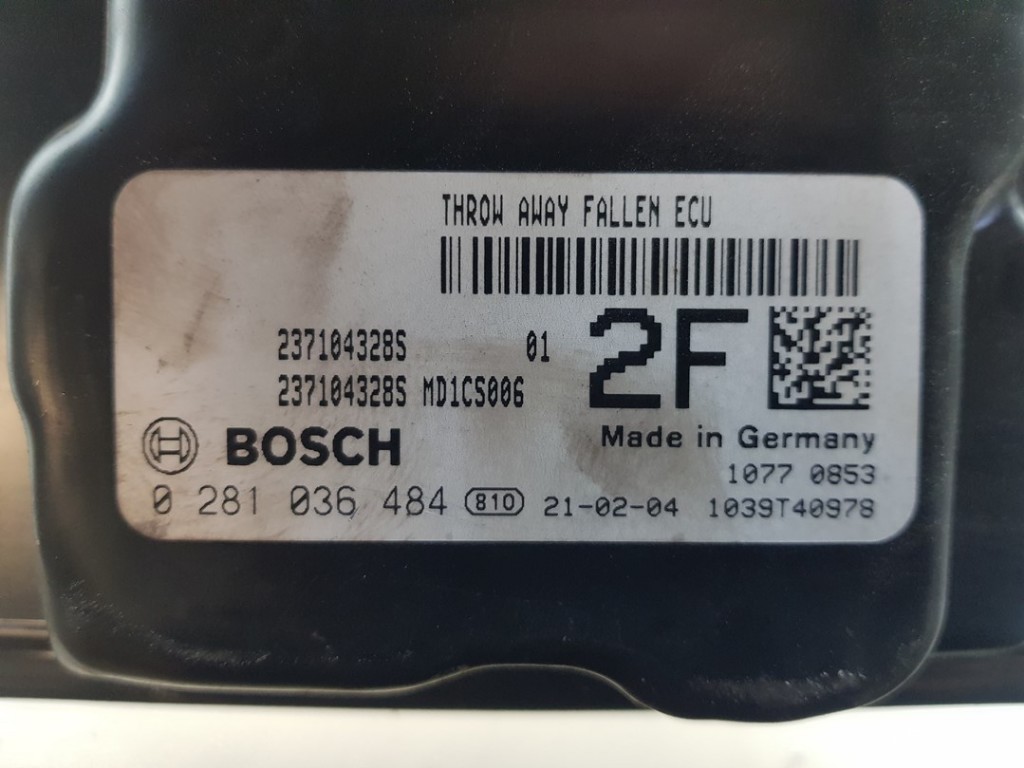 THROW AWAY FALLEN ECU
237104328S 01 2F
237104328S MD1CS006
BOSCH Made in Germany
1077 0853
0 281 036 484 810 21-02-04 1039T40978